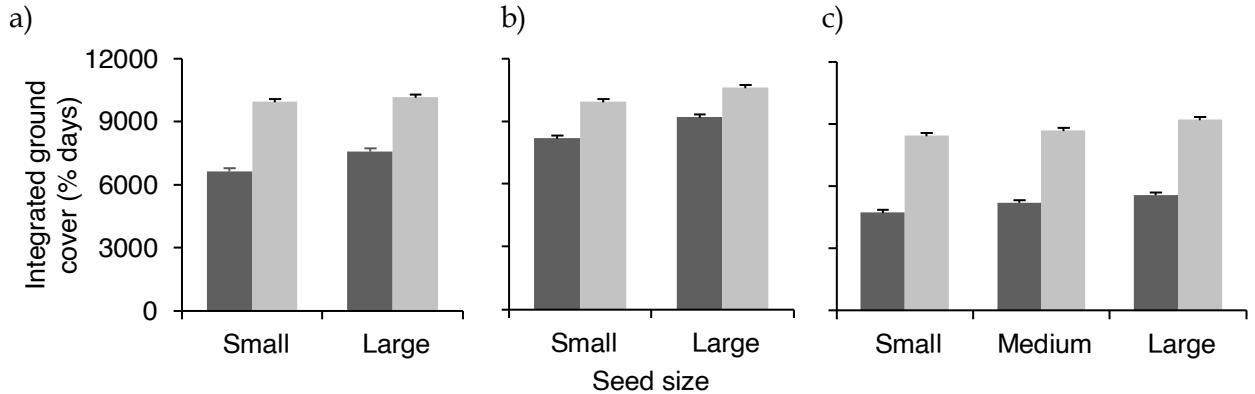 a)
b)
c)
Integrated ground
cover (% days)
12000
9000
6000
3000
0
Small Large
Small Large
Small Medium Large
Seed size